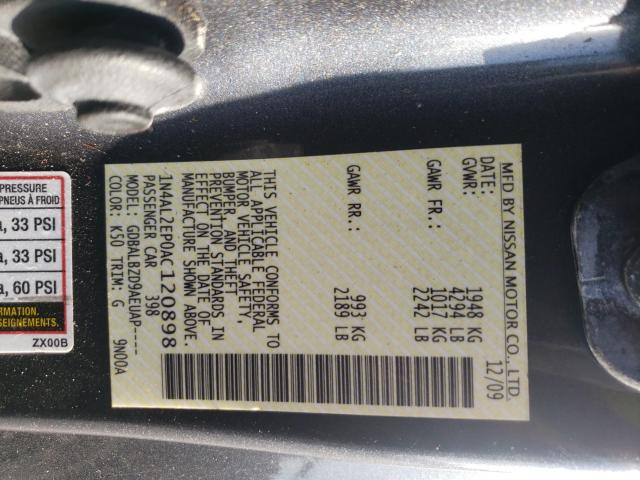 PRESSURE
PNEUS À FROID
a, 33 PSI
a, 33 PSI
a, 60 PSI
RMATION.
SEIGNEMENTS.
ZX00B
MFD BY NISSAN MOTOR CO., LTD.
DATE: 12/09
GVWR: 1948 KG
4294 LB
GAWR FR.: 1017 KG
2242 LB
GAWR RR.: 993 KG
2189 LB
THIS VEHICLE CONFORMS TO
ALL APPLICABLE FEDERAL
MOTOR VEHICLE SAFETY,
BUMPER, AND THEFT
PREVENTION STANDARDS IN
EFFECT ON THE DATE OF
MANUFACTURE SHOWN ABOVE.
1N4AL2EP0AC120898
PASSENGER CAR 398
GDBALBZD9AEUAP----
COLOR: K50 TRIM: G 9N00A